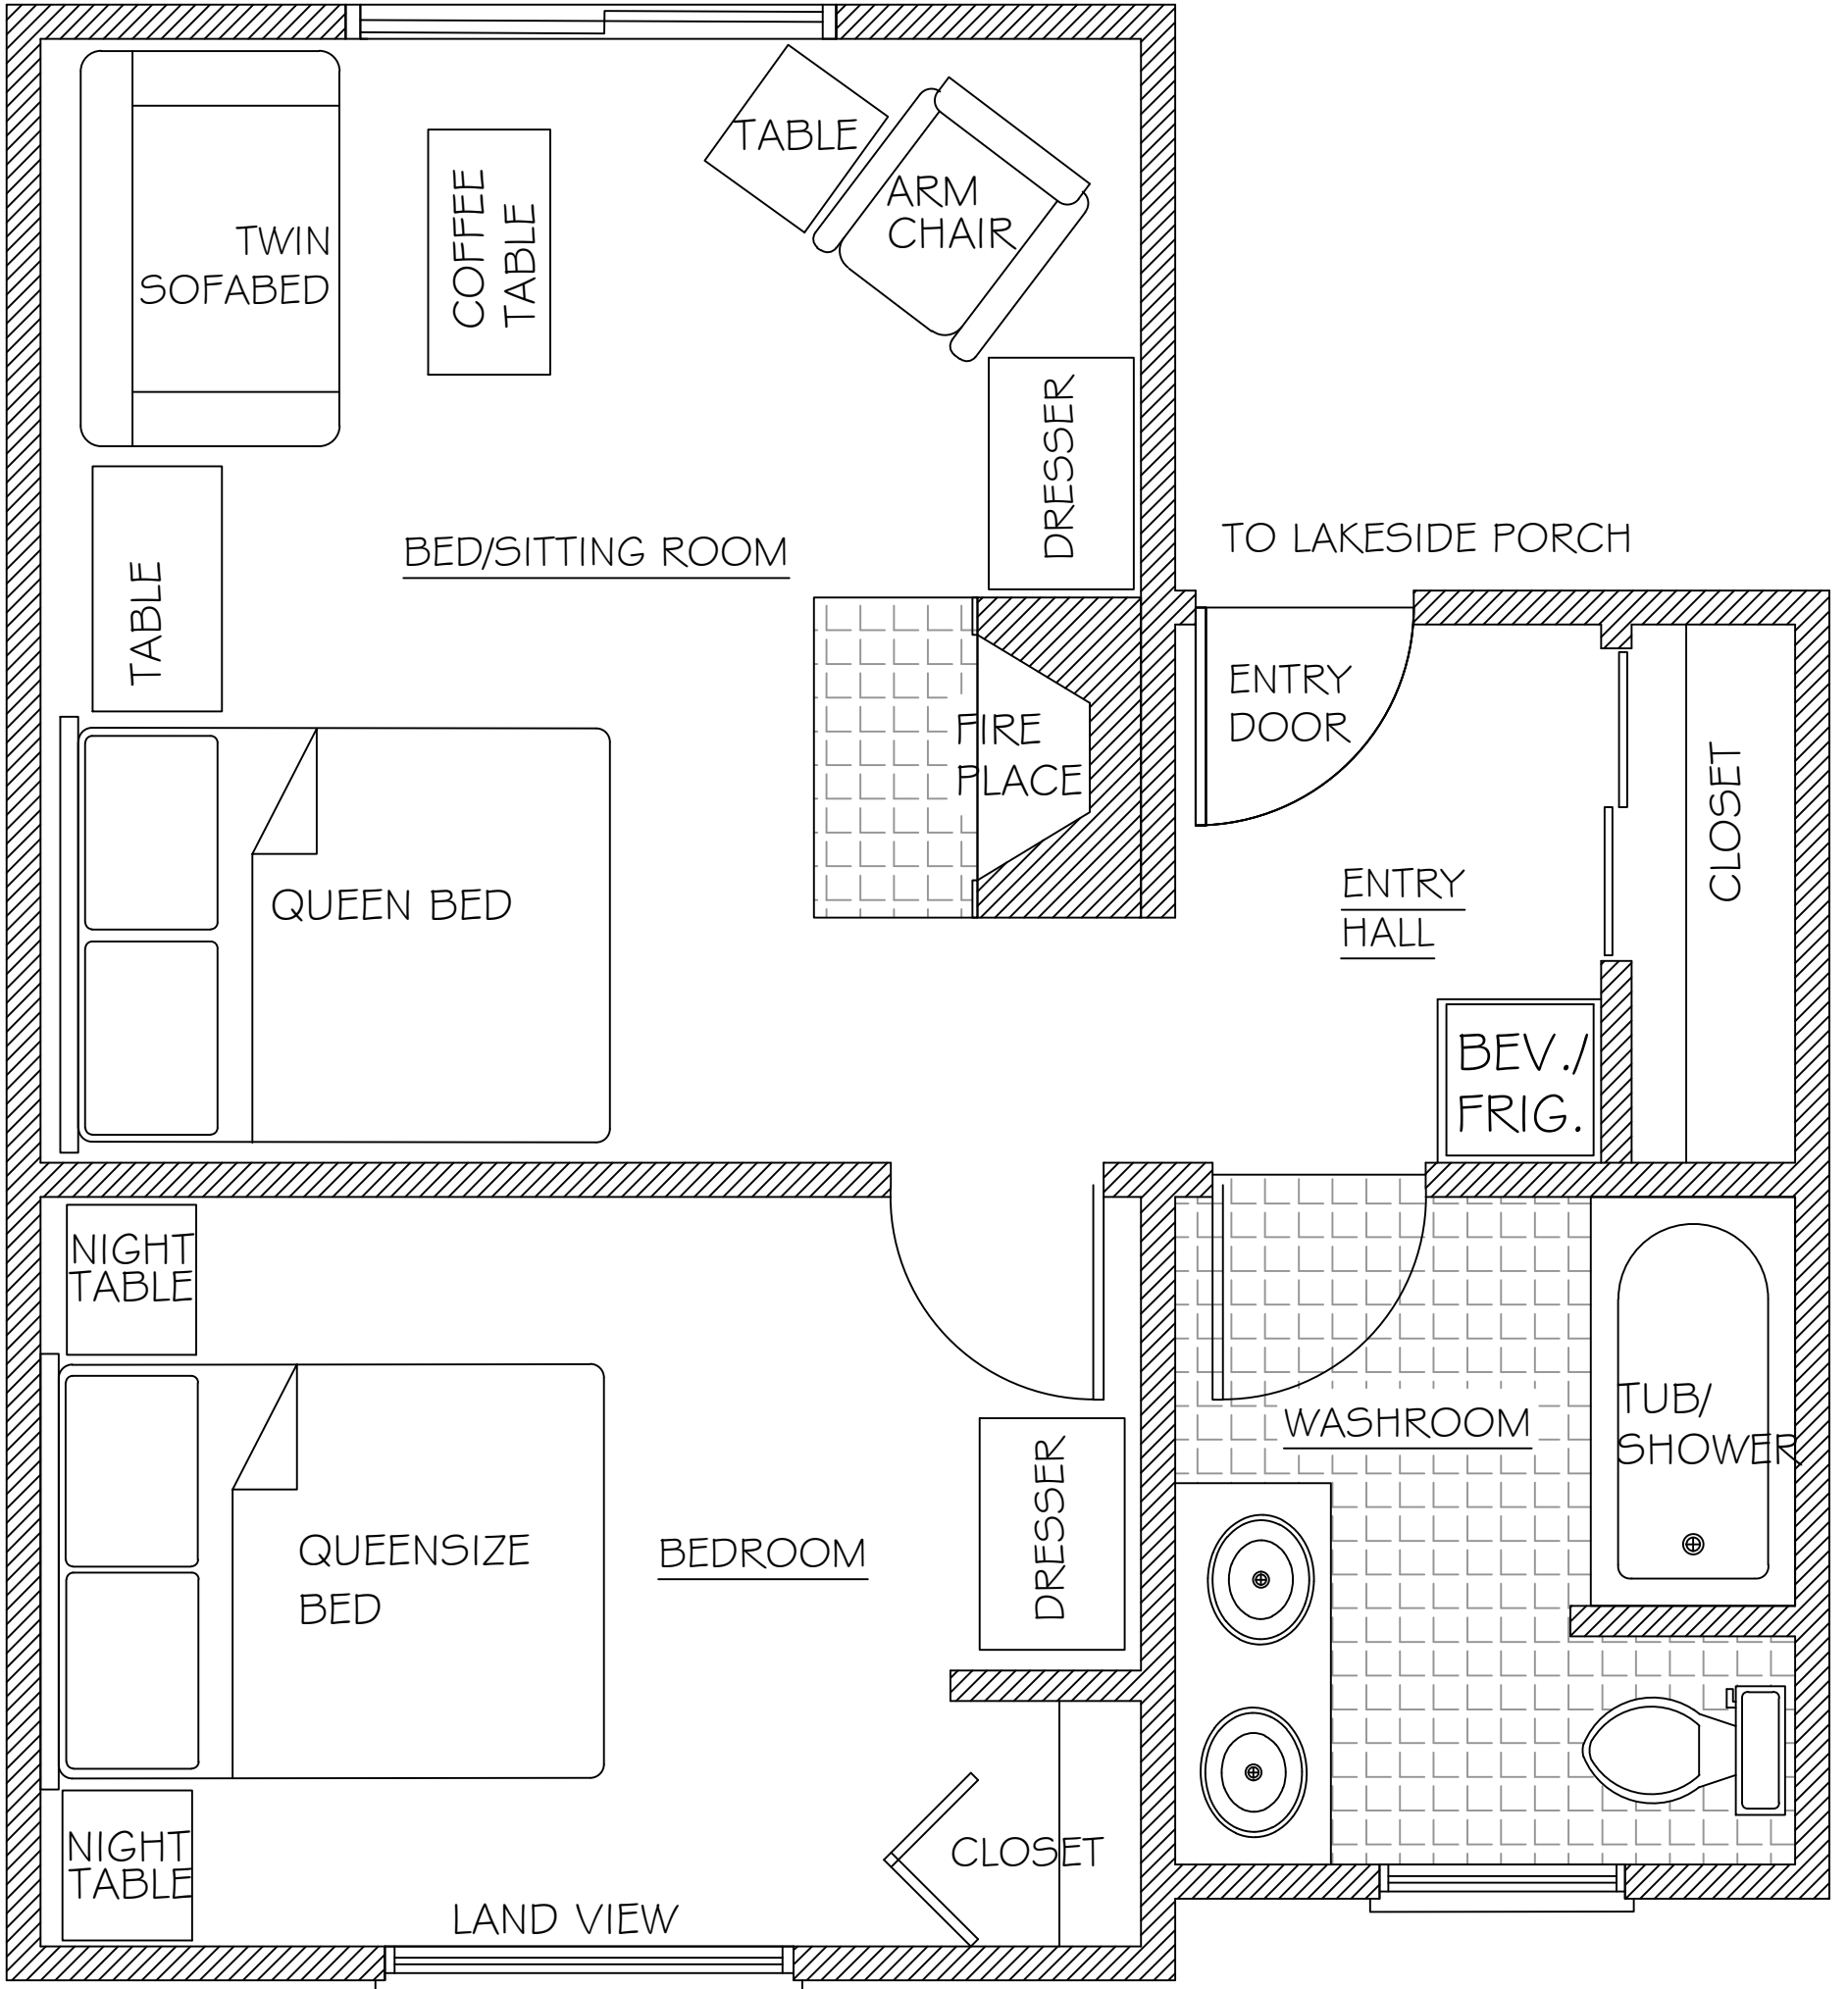 TABLE
ARM
CHAIR
TWIN
SOFABED
COFFEE
TABLE
DRESSER
BED/SITTING ROOM
TO LAKESIDE PORCH
TABLE
ENTRY
DOOR
FIRE
PLACE
CLOSET
QUEEN BED
ENTRY
HALL
BEV./
FRIG.
NIGHT
TABLE
TUB/
SHOWER
WASHROOM
DRESSER
QUEENSIZE
BED
BEDROOM
NIGHT
TABLE
CLOSET
LAND VIEW